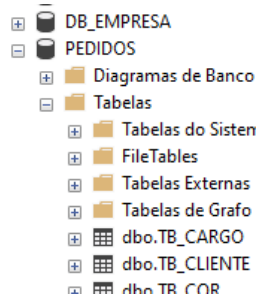 DB_EMPRESA
PEDIDOS
Diagramas de Banco
Tabelas
Tabelas do Sistem
FileTables
Tabelas Externas
Tabelas de Grafo
dbo.TB_CARGO
dbo.TB_CLIENTE
dbo.TB_COR